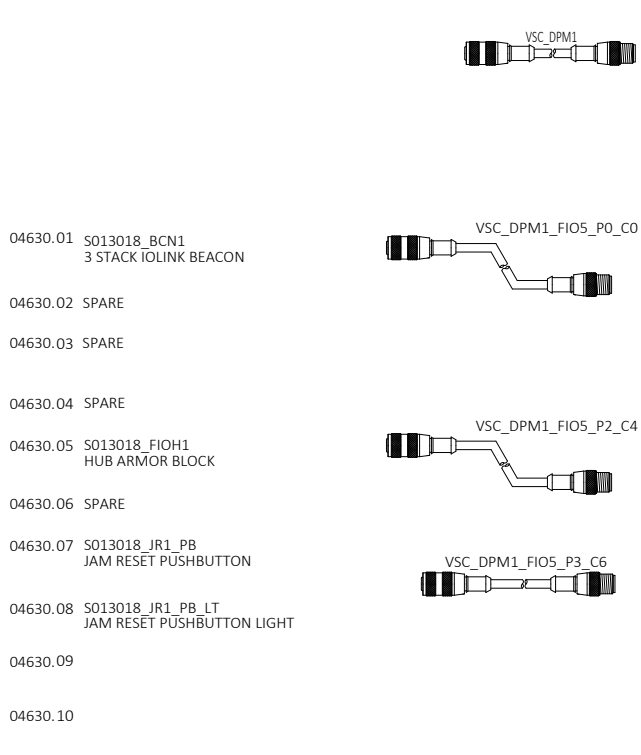 VSC_DPM1
04630.01 S013018_BCN1 VSC_DPM1_FIO5_P0_C0
3 STACK IOLINK BEACON
04630.02 SPARE
04630.03 SPARE
04630.04 SPARE
VSC_DPM1_FIO5_P2_C4
04630.05 S013018_FIOH1
HUB ARMOR BLOCK
04630.06 SPARE
04630.07 S013018_JR1_PB
JAM RESET PUSHBUTTON VSC_DPM1_FIO5_P3_C6
04630.08 S013018_JR1_PB_LT
JAM RESET PUSHBUTTON LIGHT
04630.09
04630.10